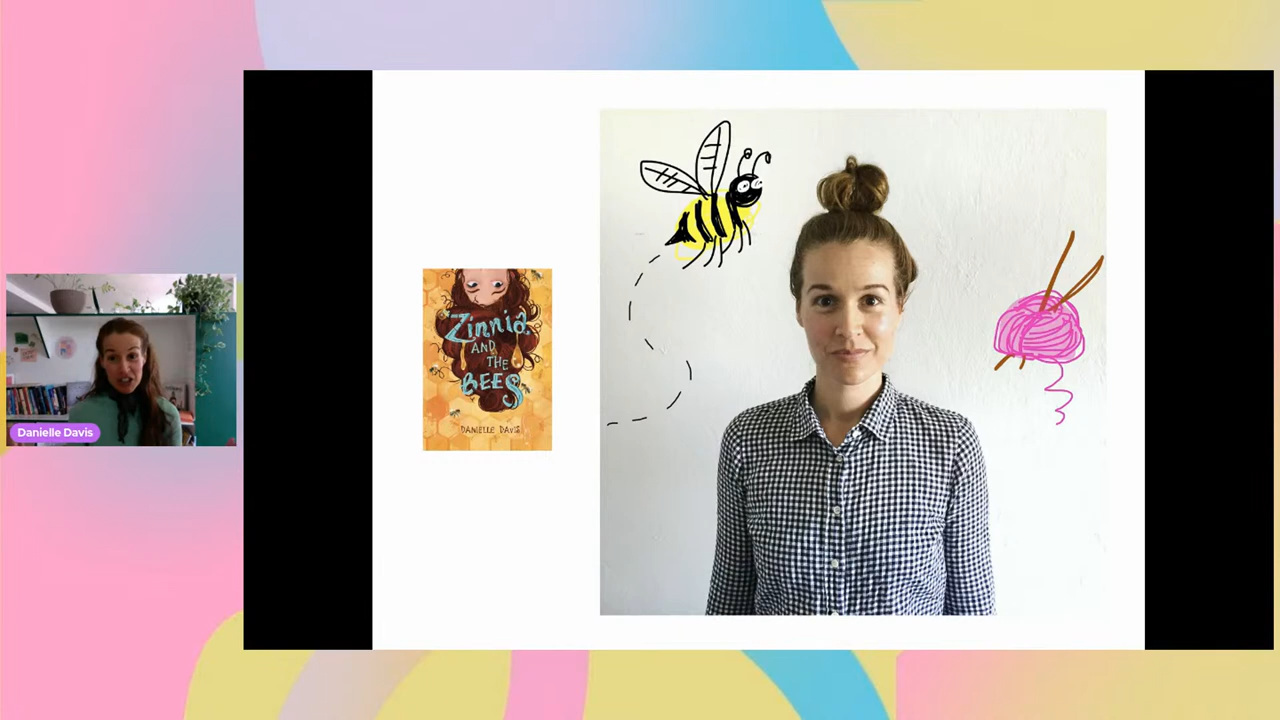 Danielle Davis
Zinnia
AND
THE
BEES
DANIELLE DAVIS